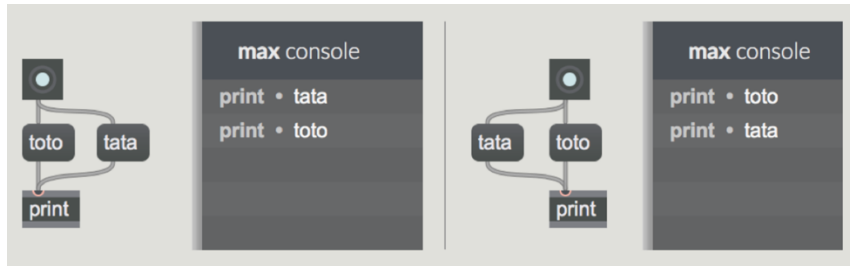 max console
print • tata
print • toto
toto
tata
print
max console
print • toto
print • tata
tata
toto
print